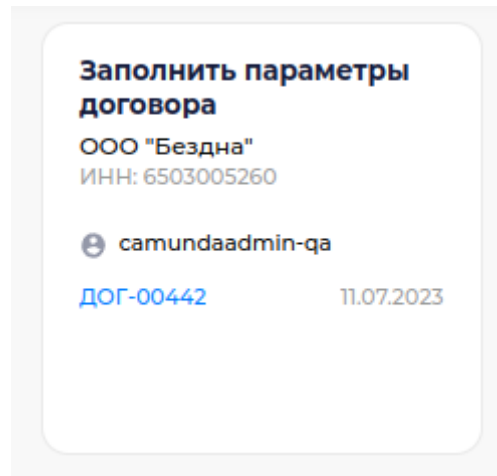 Заполнить параметры
договора
ООО "Бездна"
ИНН: 6503005260
camundaadmin-qa
ДОГ-00442 11.07.2023